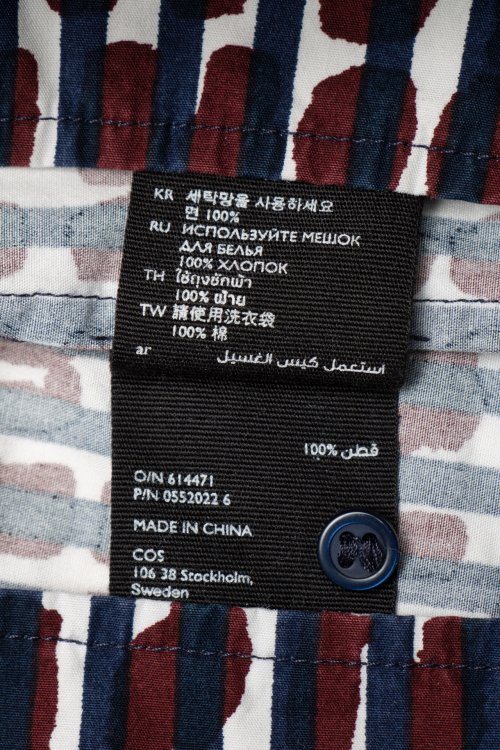 KR 세탁망을 사용하세요
면 100%
RU ИСПОЛЬЗУЙТЕ МЕШОК
ДЛЯ БЕЛЬЯ
100% ХЛОПОК
TH ใช้ถุงซักผ้า
100% ฝ้าย
TW 請使用洗衣袋
100% 棉
ar استعمل كيس الغسيل
قطن %100
O/N 614471
P/N 0552022 6
MADE IN CHINA
COS
106 38 Stockholm,
Sweden